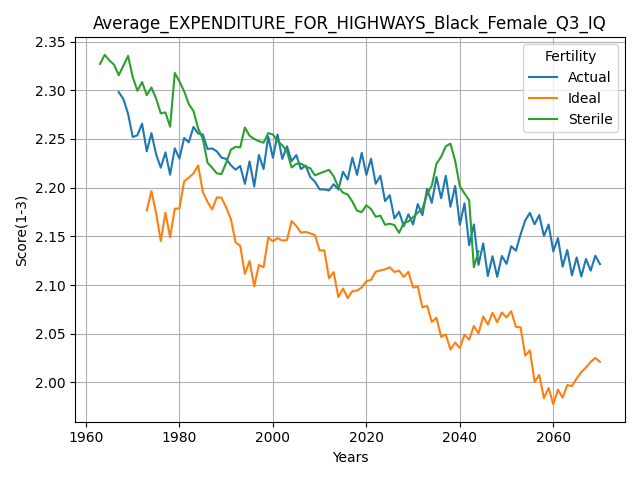 Average_EXPENDITURE_FOR_HIGHWAYS_Black_Female_Q3_IQ
Fertility
Actual
Ideal
Sterile
Score(1-3)
2.35
2.30
2.25
2.20
2.15
2.10
2.05
2.00
1960
1980
2000
2020
2040
2060
Years